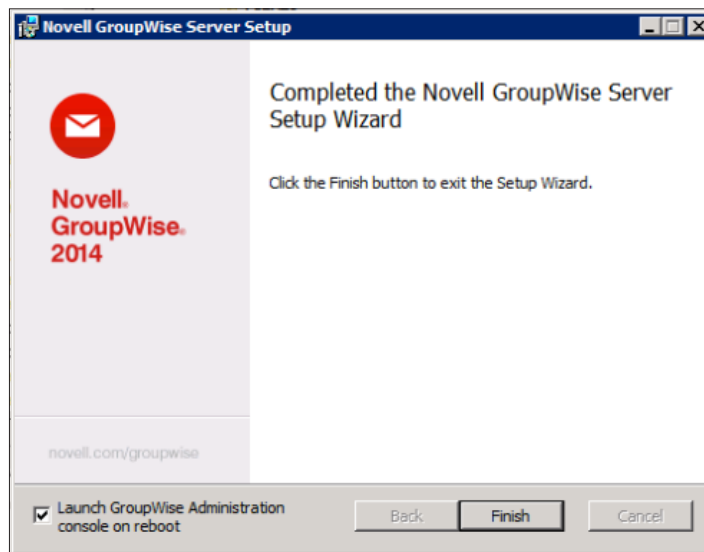 Novell GroupWise Server Setup
Completed the Novell GroupWise Server
Setup Wizard
Click the Finish button to exit the Setup Wizard.
Novell®
GroupWise®
2014
novell.com/groupwise
Launch GroupWise Administration
console on reboot
Back
Finish
Cancel